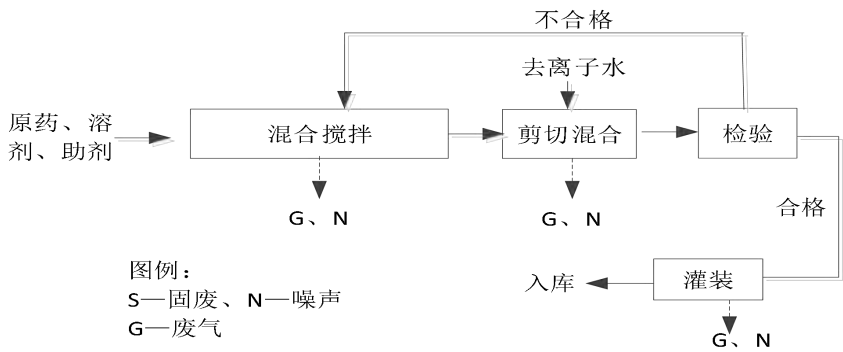 不合格
去离子水
原药、溶
剂、助剂
混合搅拌
剪切混合
检验
G、N
G、N
合格
图例：
S—固废、N—噪声
G—废气
入库
灌装
G、N